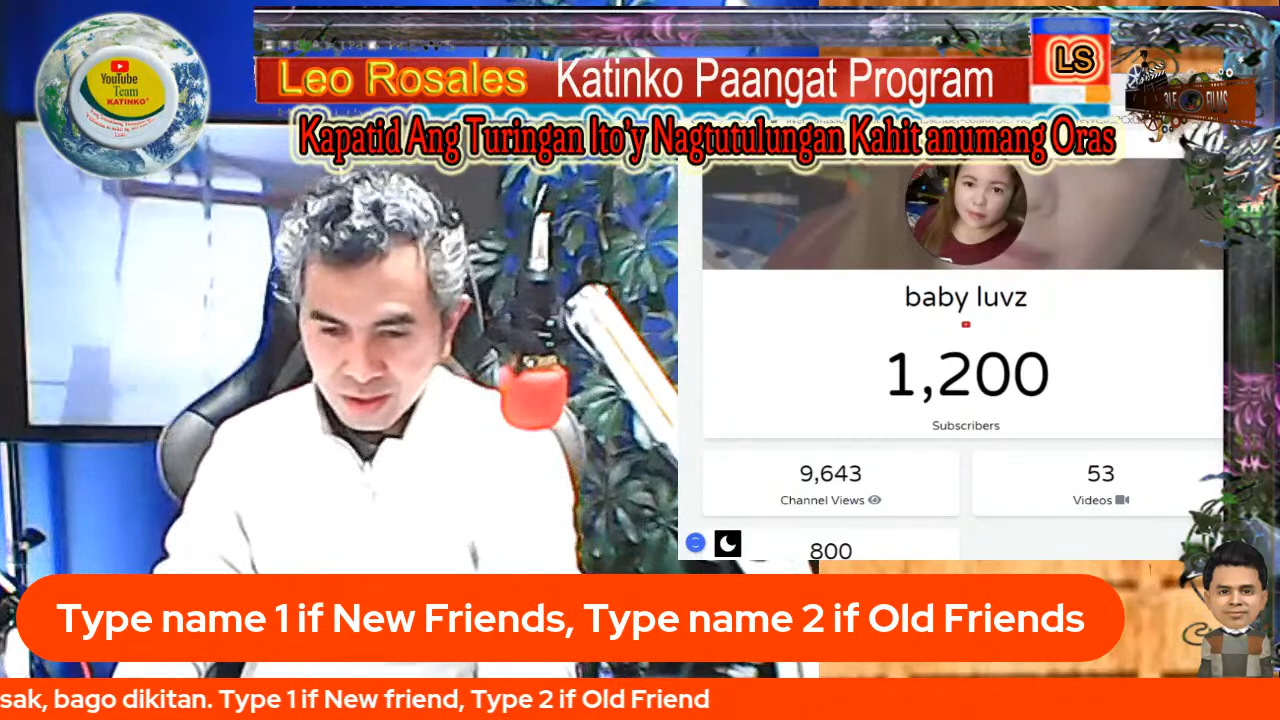 YouTube
Team
KATINKO
Leo Rosales
Katinko Paangat Program
LS
FILMS
Kapatid Ang Turingan Ito'y Nagtutulungan Kahit anumang Oras
baby luvz
1,200
Subscribers
9,643
Channel Views
53
Videos
800
Type name 1 if New Friends, Type name 2 if Old Friends
sak, bago dikitan. Type 1 if New friend, Type 2 if Old Friend